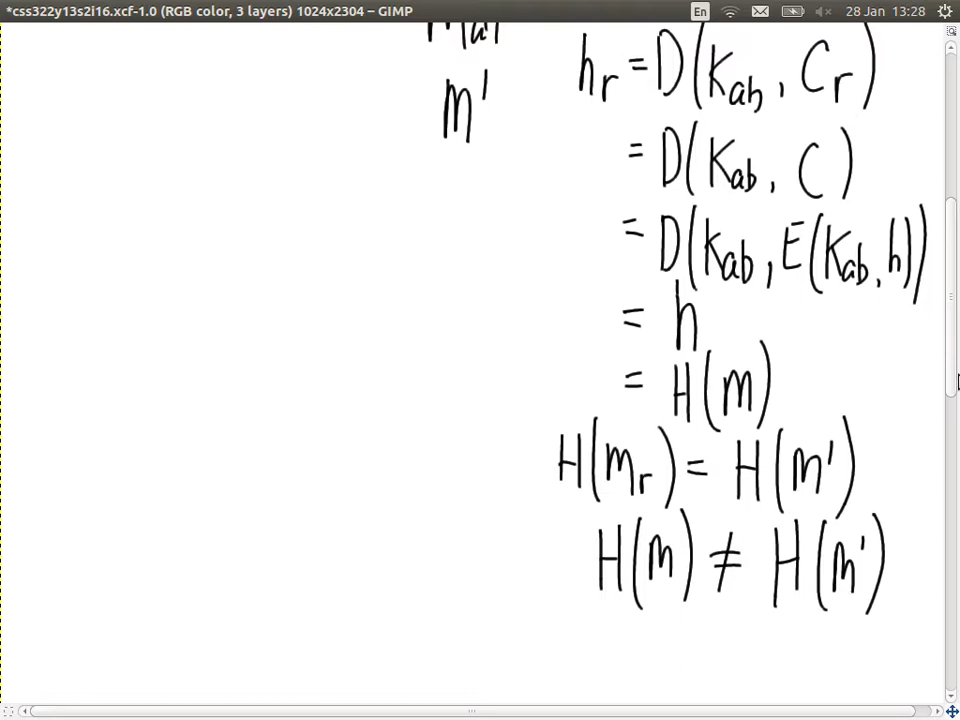 *css322y13s2i16.xcf-1.0 (RGB color, 3 layers) 1024x2304 – GIMP En 28 Jan 13:28
m'
hr = D(Kab, Cr)
= D(Kab, C)
= D(Kab, E(Kab, h))
= h
= H(m)
H(mr) = H(m')
H(m) ≠ H(m')